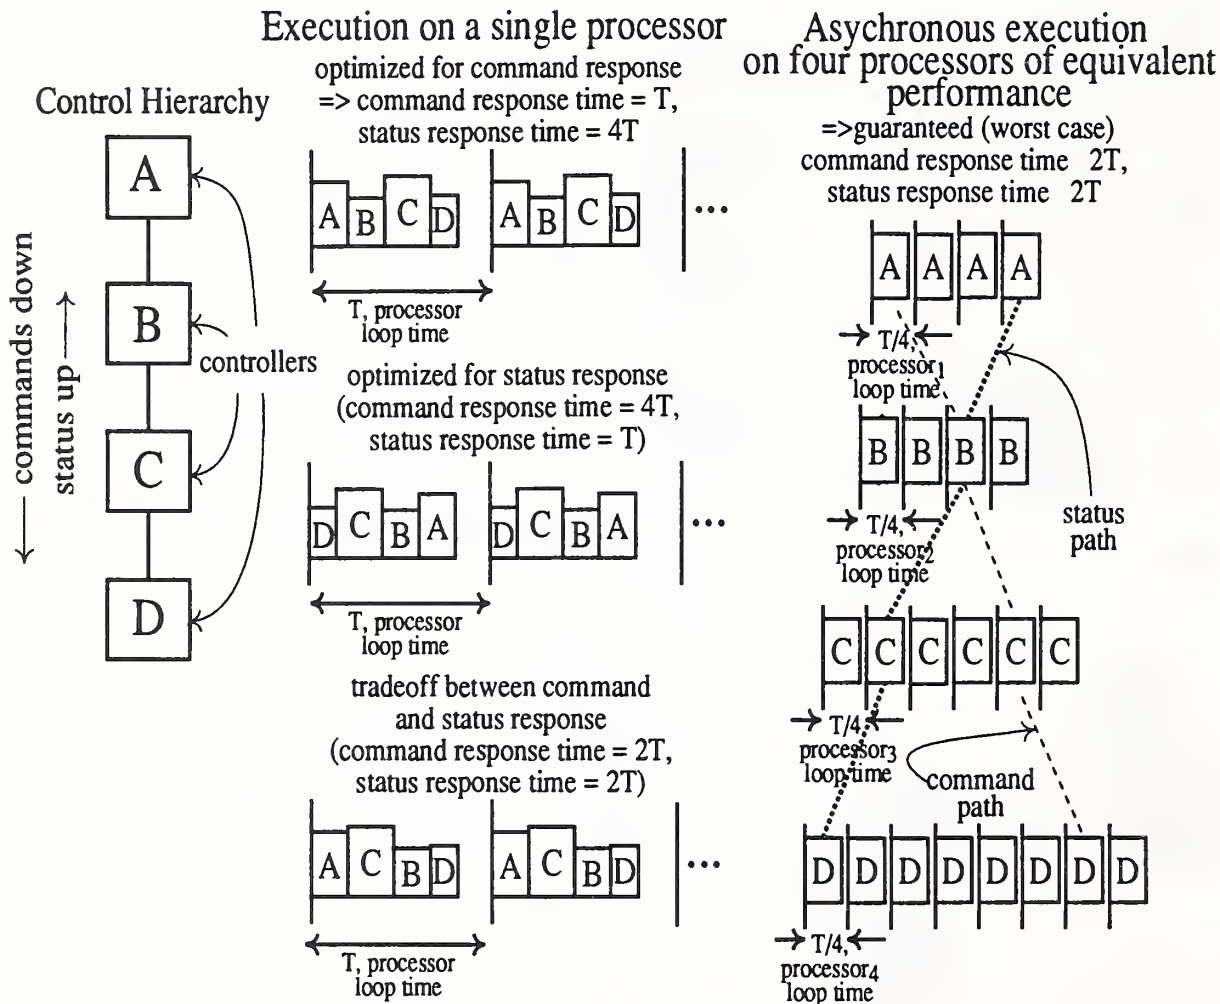 Execution on a single processor
optimized for command response
=> command response time = T,
status response time = 4T
Control Hierarchy
A
B
C
D
commands down
status up
controllers
A B C D A B C D ...
T, processor
loop time
optimized for status response
(command response time = 4T,
status response time = T)
D C B A D C B A ...
T, processor
loop time
tradeoff between command
and status response
(command response time = 2T,
status response time = 2T)
A C B D A C B D ...
T, processor
loop time
Asychronous execution
on four processors of equivalent
performance
=>guaranteed (worst case)
command response time 2T,
status response time 2T
A A A A
T/4,
processor1
loop time
B B B B
T/4,
processor2
loop time
status
path
C C C C C C
T/4
processor3
loop time
command
path
D D D D D D D D
T/4,
processor4
loop time